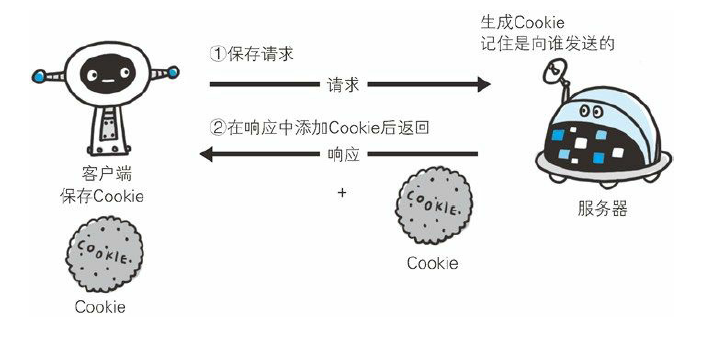 生成Cookie
记住是向谁发送的
①保存请求
请求
②在响应中添加Cookie后返回
响应
+
客户端
保存Cookie
服务器
COOKIE.
Cookie
COOKIE.
Cookie